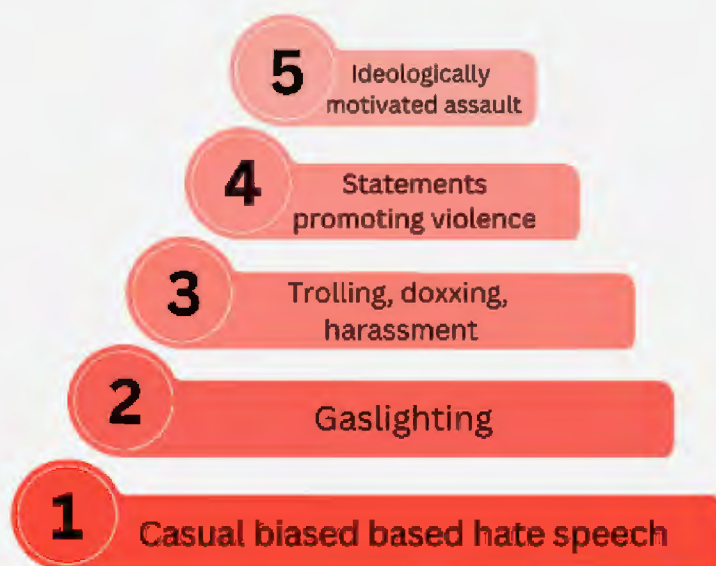 5
Ideologically
motivated assault
4
Statements
promoting violence
3
Trolling, doxxing,
harassment
2
Gaslighting
1
Casual biased based hate speech